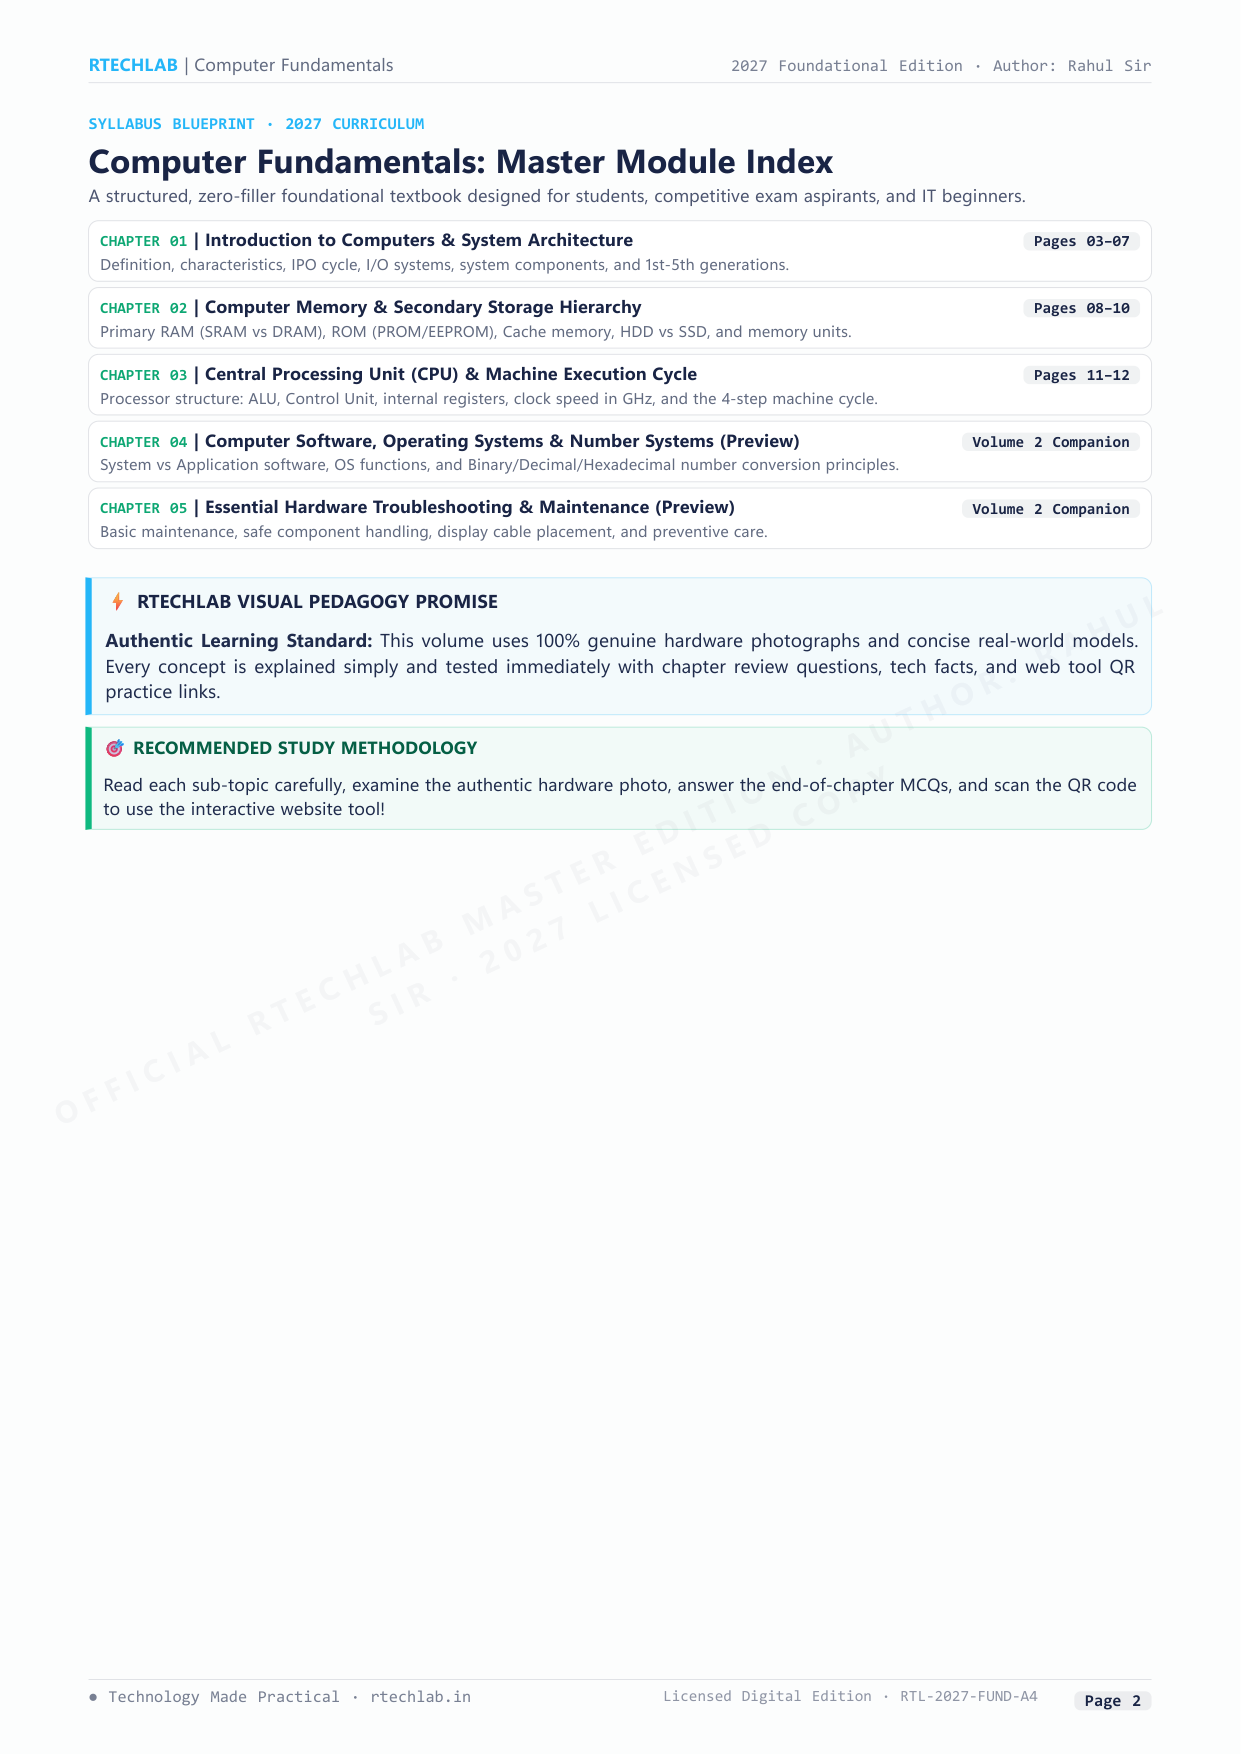 RTECHLAB | Computer Fundamentals
2027 Foundational Edition · Author: Rahul Sir
SYLLABUS BLUEPRINT · 2027 CURRICULUM
Computer Fundamentals: Master Module Index
A structured, zero-filler foundational textbook designed for students, competitive exam aspirants, and IT beginners.
CHAPTER 01 | Introduction to Computers & System Architecture
Pages 03–07
Definition, characteristics, IPO cycle, I/O systems, system components, and 1st-5th generations.
CHAPTER 02 | Computer Memory & Secondary Storage Hierarchy
Pages 08–10
Primary RAM (SRAM vs DRAM), ROM (PROM/EEPROM), Cache memory, HDD vs SSD, and memory units.
CHAPTER 03 | Central Processing Unit (CPU) & Machine Execution Cycle
Pages 11–12
Processor structure: ALU, Control Unit, internal registers, clock speed in GHz, and the 4-step machine cycle.
CHAPTER 04 | Computer Software, Operating Systems & Number Systems (Preview)
Volume 2 Companion
System vs Application software, OS functions, and Binary/Decimal/Hexadecimal number conversion principles.
CHAPTER 05 | Essential Hardware Troubleshooting & Maintenance (Preview)
Volume 2 Companion
Basic maintenance, safe component handling, display cable placement, and preventive care.
RTECHLAB VISUAL PEDAGOGY PROMISE
Authentic Learning Standard: This volume uses 100% genuine hardware photographs and concise real-world models.
Every concept is explained simply and tested immediately with chapter review questions, tech facts, and web tool QR
practice links.
RECOMMENDED STUDY METHODOLOGY
Read each sub-topic carefully, examine the authentic hardware photo, answer the end-of-chapter MCQs, and scan the QR code
to use the interactive website tool!
OFFICIAL RTECHLAB MASTER EDITION · AUTHOR: RAHUL
SIR · 2027 LICENSED COPY
● Technology Made Practical · rtechlab.in
Licensed Digital Edition · RTL-2027-FUND-A4
Page 2